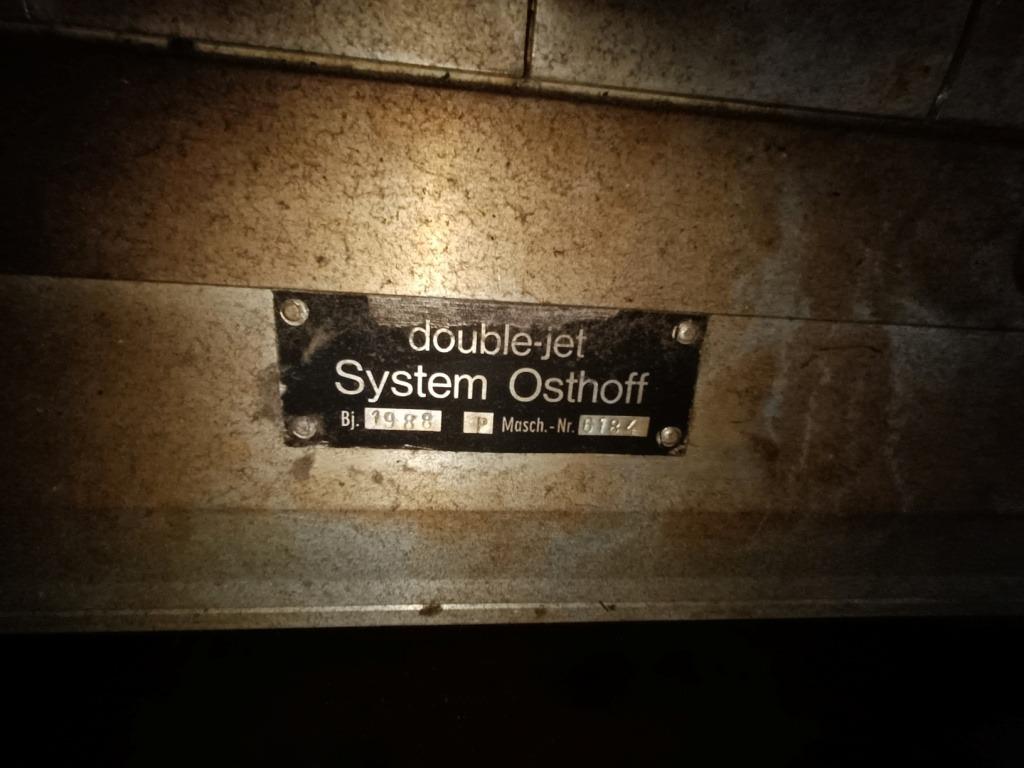 double-jet
System Osthoff
Bj. 1988 P Masch.-Nr. 6184